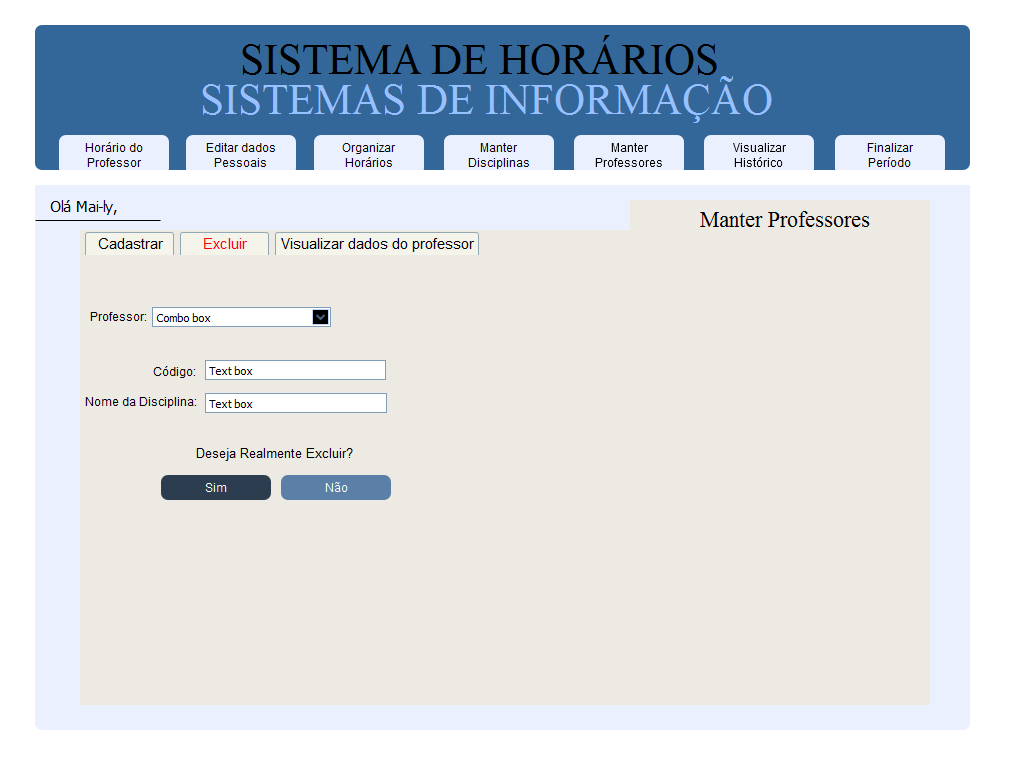 SISTEMA DE HORÁRIOS
SISTEMAS DE INFORMAÇÃO
Horário do
Professor
Editar dados
Pessoais
Organizar
Horários
Manter
Disciplinas
Manter
Professores
Visualizar
Histórico
Finalizar
Período
Olá Mai-ly,
Manter Professores
Cadastrar
Excluir
Visualizar dados do professor
Professor: Combo box
Código: Text box
Nome da Disciplina: Text box
Deseja Realmente Excluir?
Sim
Não